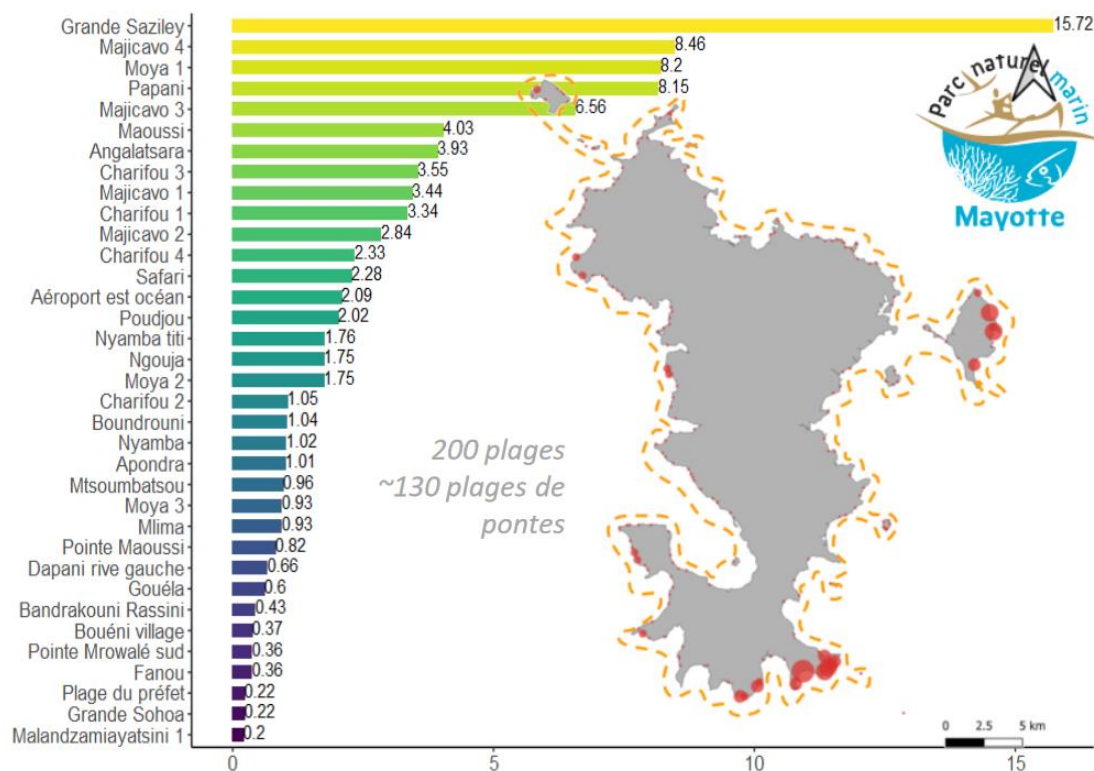 Grande Saziley 15.72
Majicavo 4 8.46
Moya 1 8.2
Papani 8.15
Majicavo 3 6.56
Maoussi 4.03
Angalatsara 3.93
Charifou 3 3.55
Majicavo 1 3.44
Charifou 1 3.34
Majicavo 2 2.84
Charifou 4 2.33
Safari 2.28
Aéroport est océan 2.09
Poudjou 2.02
Nyamba titi 1.76
Ngouja 1.75
Moya 2 1.75
Charifou 2 1.05
Boundrouni 1.04
Nyamba 1.02
Apondra 1.01
Mtsoumbatsou 0.96
Moya 3 0.93
Mlima 0.93
Pointe Maoussi 0.82
Dapani rive gauche 0.66
Gouéla 0.6
Bandrakouni Rassini 0.43
Bouéni village 0.37
Pointe Mrowalé sud 0.36
Fanou 0.36
Plage du préfet 0.22
Grande Sohoa 0.22
Malandzamiayatsini 1 0.2
0 5 10 15
parc naturel marin
Mayotte
200 plages
~130 plages de
pontes
0 2.5 5 km